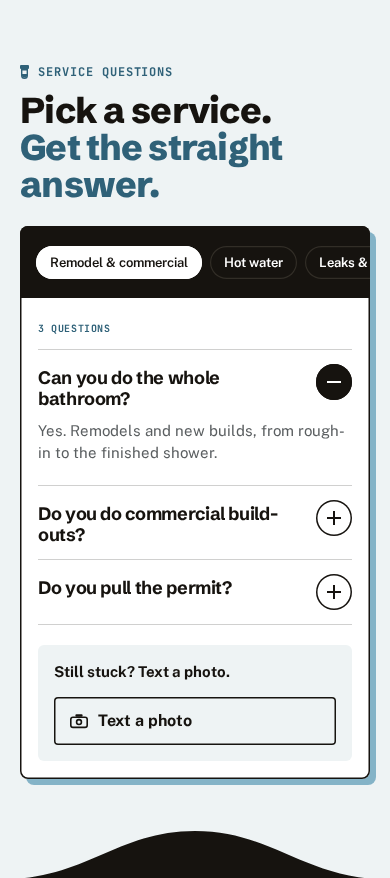 SERVICE QUESTIONS
Pick a service.
Get the straight
answer.
Remodel & commercial
Hot water
Leaks &
3 QUESTIONS
Can you do the whole
bathroom?
Yes. Remodels and new builds, from rough-
in to the finished shower.
Do you do commercial build-
outs?
Do you pull the permit?
Still stuck? Text a photo.
Text a photo